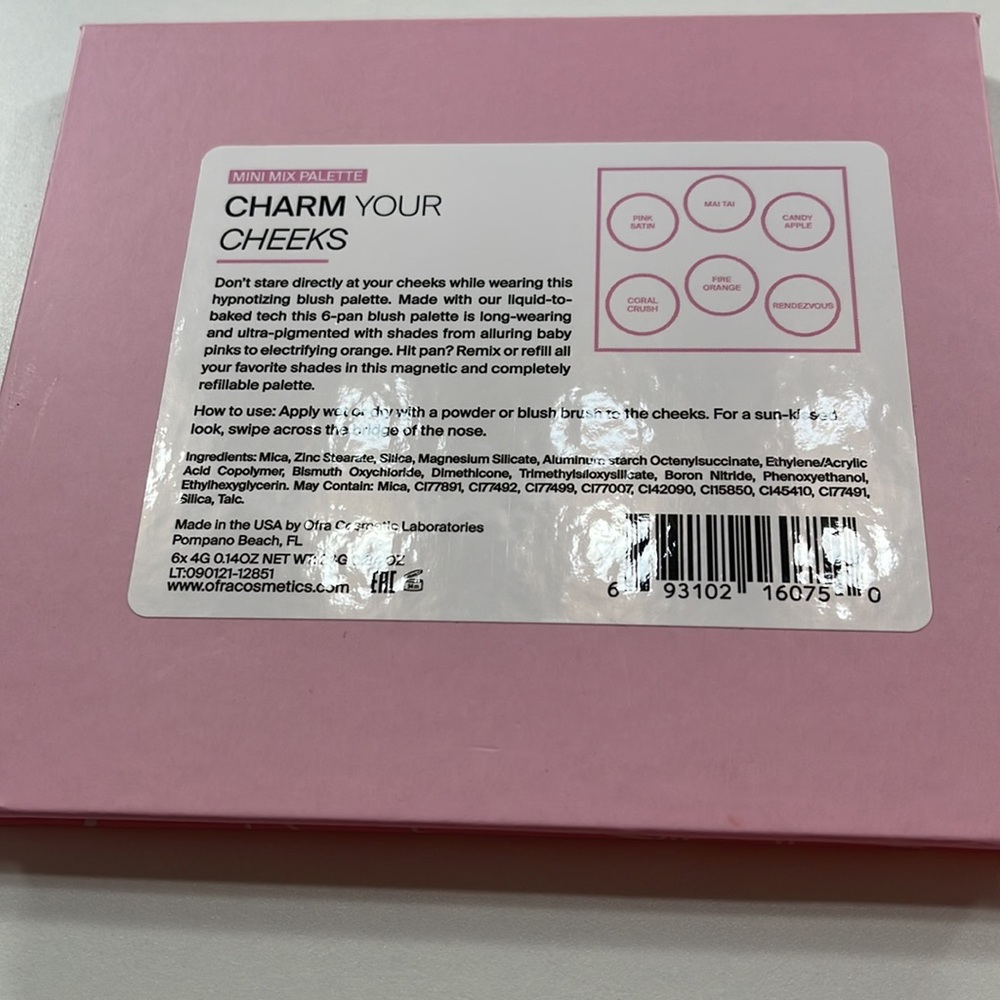 MINI MIX PALETTE
CHARM YOUR
CHEEKS
Don't stare directly at your cheeks while wearing this
hypnotizing blush palette. Made with our liquid-to-
baked tech this 6-pan blush palette is long-wearing
and ultra-pigmented with shades from alluring baby
pinks to electrifying orange. Hit pan? Remix or refill all
your favorite shades in this magnetic and completely
refillable palette.
How to use: Apply wet or dry with a powder or blush brush to the cheeks. For a sun-kissed
look, swipe across the bridge of the nose.
Ingredients: Mica, Zinc Stearate, Silica, Magnesium Silicate, Aluminum starch Octenylsuccinate, Ethylene/Acrylic
Acid Copolymer, Bismuth Oxychloride, Dimethicone, Trimethylsiloxysilicate, Boron Nitride, Phenoxyethanol,
Ethylhexyglycerin. May Contain: Mica, CI77891, CI77492, CI77499, CI77007, CI42090, CI15850, CI45410, CI77491,
Silica, Talc.
Made in the USA by Ofra Cosmetic Laboratories
Pompano Beach, FL
6x 4G 0.14OZ NET WT. OZ
LT:090121-12851
www.ofracosmetics.com
EAC
PINK
SATIN
MAI TAI
CANDY
APPLE
CORAL
CRUSH
FIRE
ORANGE
RENDEZVOUS
6 93102 16075 0